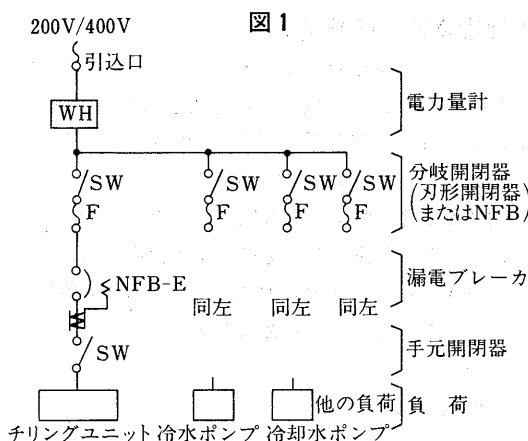 図1
200V/400V
引込口
WH
電力量計
SW SW SW SW
F F F F
分岐開閉器
(刃形開閉器)
(またはNFB)
漏電ブレーカ
NFB-E
同左 同左 同左
手元開閉器
SW
他の負荷 負荷
チリングユニット 冷水ポンプ 冷却水ポンプ